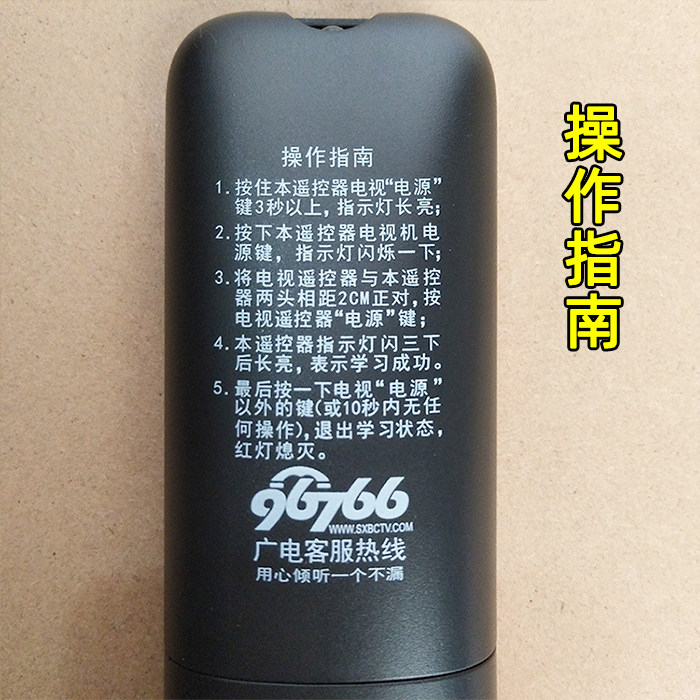 操作指南
1. 按住本遥控器电视“电源”
键3秒以上, 指示灯长亮;
2. 按下本遥控器电视机电
源键, 指示灯闪烁一下;
3. 将电视遥控器与本遥控
器两头相距2CM正对, 按
电视遥控器“电源”键;
4. 本遥控器指示灯闪三下
后长亮, 表示学习成功。
5. 最后按一下电视“电源”
以外的键(或10秒内无任
何操作), 退出学习状态,
红灯熄灭。
96766
WWW.SXBCTV.COM
广电客服热线
用心倾听一个不漏
操作指南